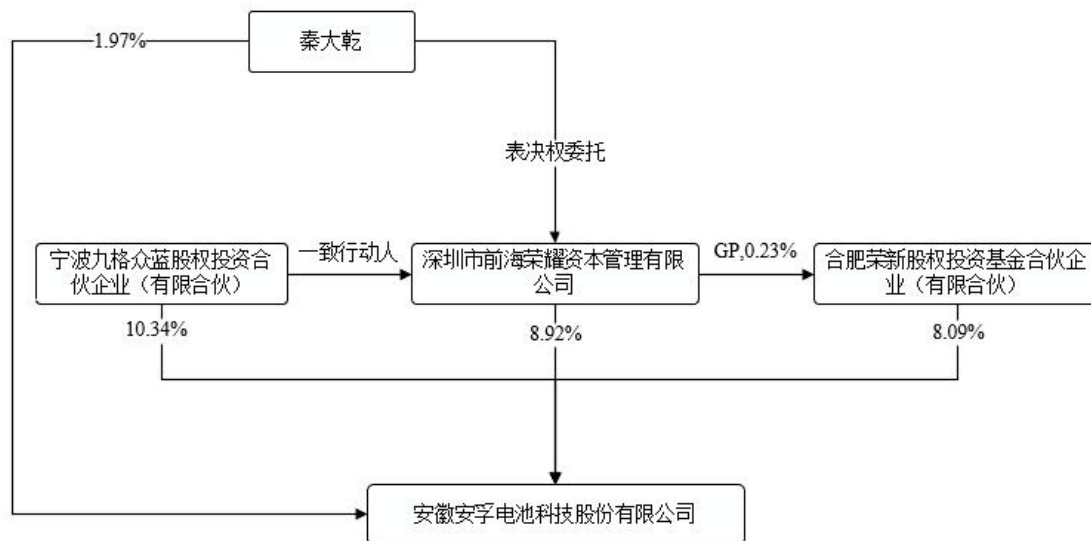 1.97%
秦大乾
表决权委托
宁波九格众蓝股权投资合
伙企业（有限合伙）
一致行动人
深圳市前海荣耀资本管理有限
公司
GP,0.23%
合肥荣新股权投资基金合伙企
业（有限合伙）
10.34%
8.92%
8.09%
安徽安孚电池科技股份有限公司